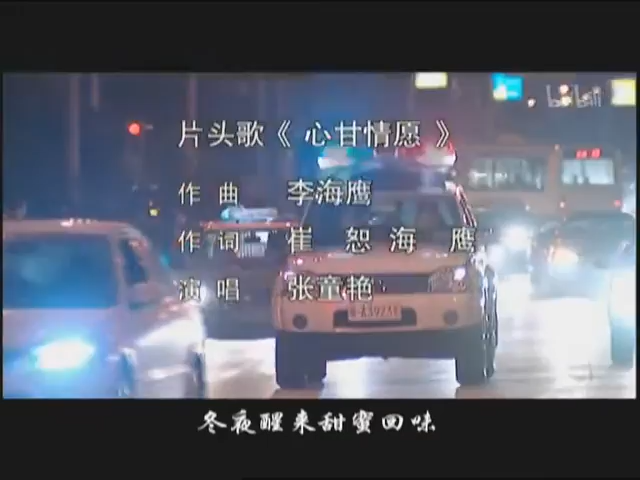 bilibili
片头歌《 心甘情愿 》
作 曲 李海鹰
作 词 崔 恕 海 鹰
演 唱 张童艳
冬夜醒来甜蜜回味